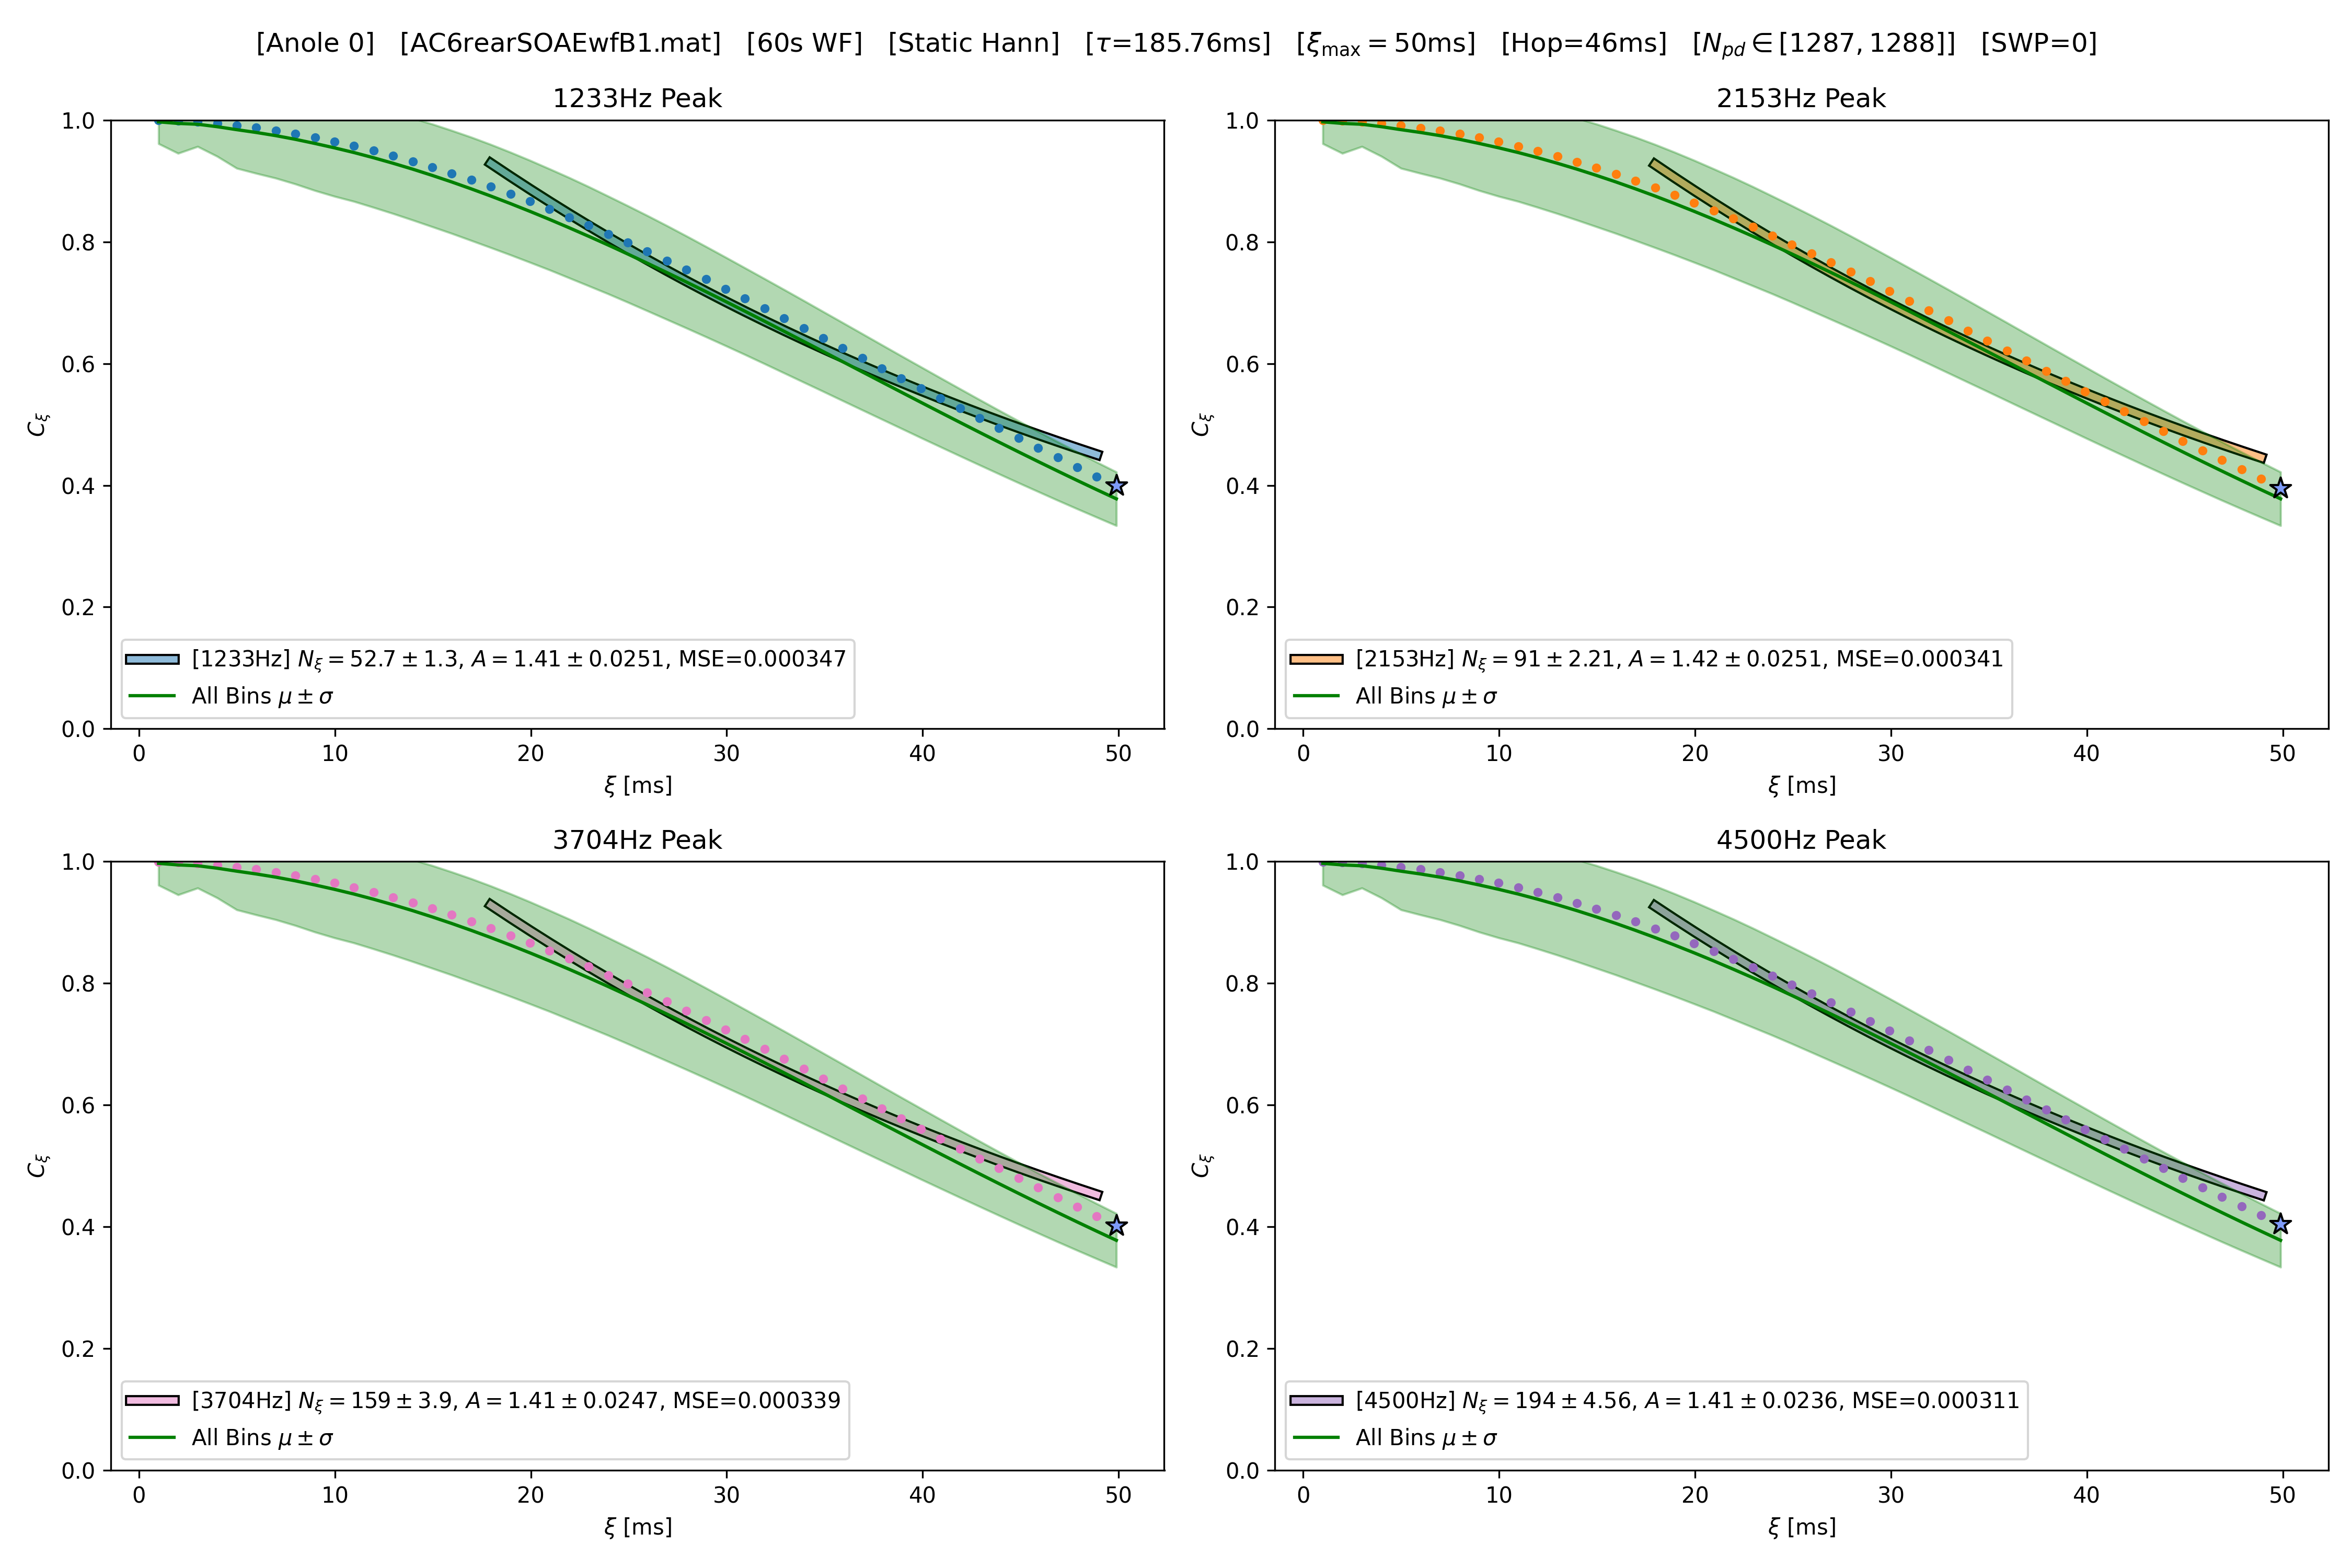 [Anole 0] [AC6rearSOAEwfB1.mat] [60s WF] [Static Hann] [τ=185.76ms] [ξmax = 50ms] [Hop=46ms] [Npd ∈ [1287, 1288]] [SWP=0]
1233Hz Peak
1.0
0.8
0.6
0.4
0.2
0.0
Cξ
0 10 20 30 40 50
ξ [ms]
[1233Hz] Nξ = 52.7 ± 1.3, A = 1.41 ± 0.0251, MSE=0.000347
All Bins μ ± σ
2153Hz Peak
1.0
0.8
0.6
0.4
0.2
0.0
Cξ
0 10 20 30 40 50
ξ [ms]
[2153Hz] Nξ = 91 ± 2.21, A = 1.42 ± 0.0251, MSE=0.000341
All Bins μ ± σ
3704Hz Peak
1.0
0.8
0.6
0.4
0.2
0.0
Cξ
0 10 20 30 40 50
ξ [ms]
[3704Hz] Nξ = 159 ± 3.9, A = 1.41 ± 0.0247, MSE=0.000339
All Bins μ ± σ
4500Hz Peak
1.0
0.8
0.6
0.4
0.2
0.0
Cξ
0 10 20 30 40 50
ξ [ms]
[4500Hz] Nξ = 194 ± 4.56, A = 1.41 ± 0.0236, MSE=0.000311
All Bins μ ± σ